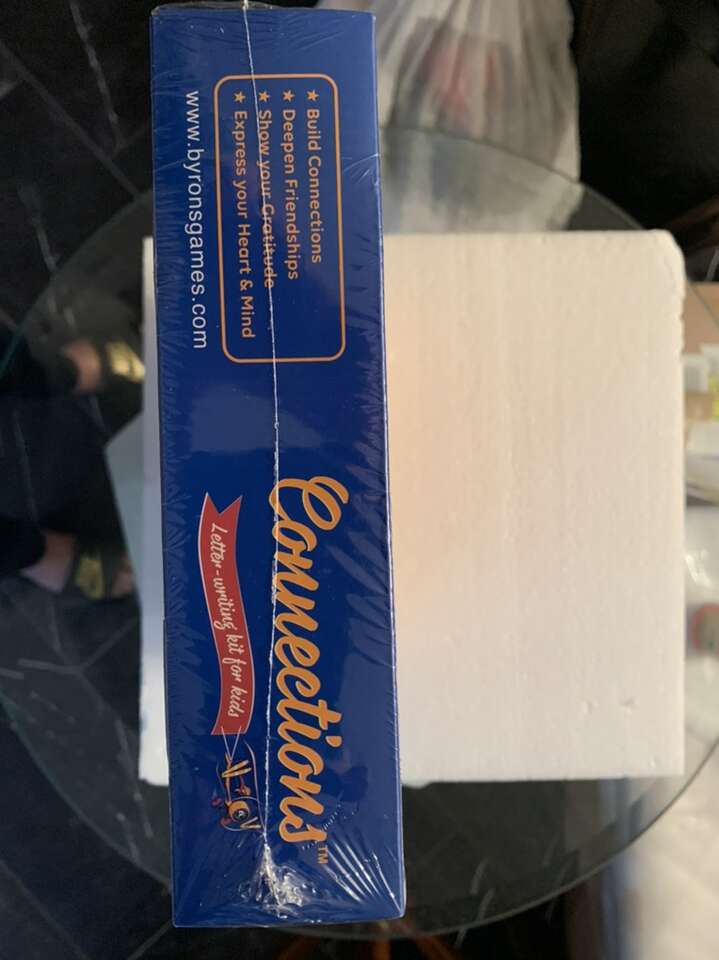 ★ Build Connections
★ Deepen Friendships
★ Show your Gratitude
★ Express your Heart & Mind
www.byronsgames.com
Connections™
Letter-writing kit for kids